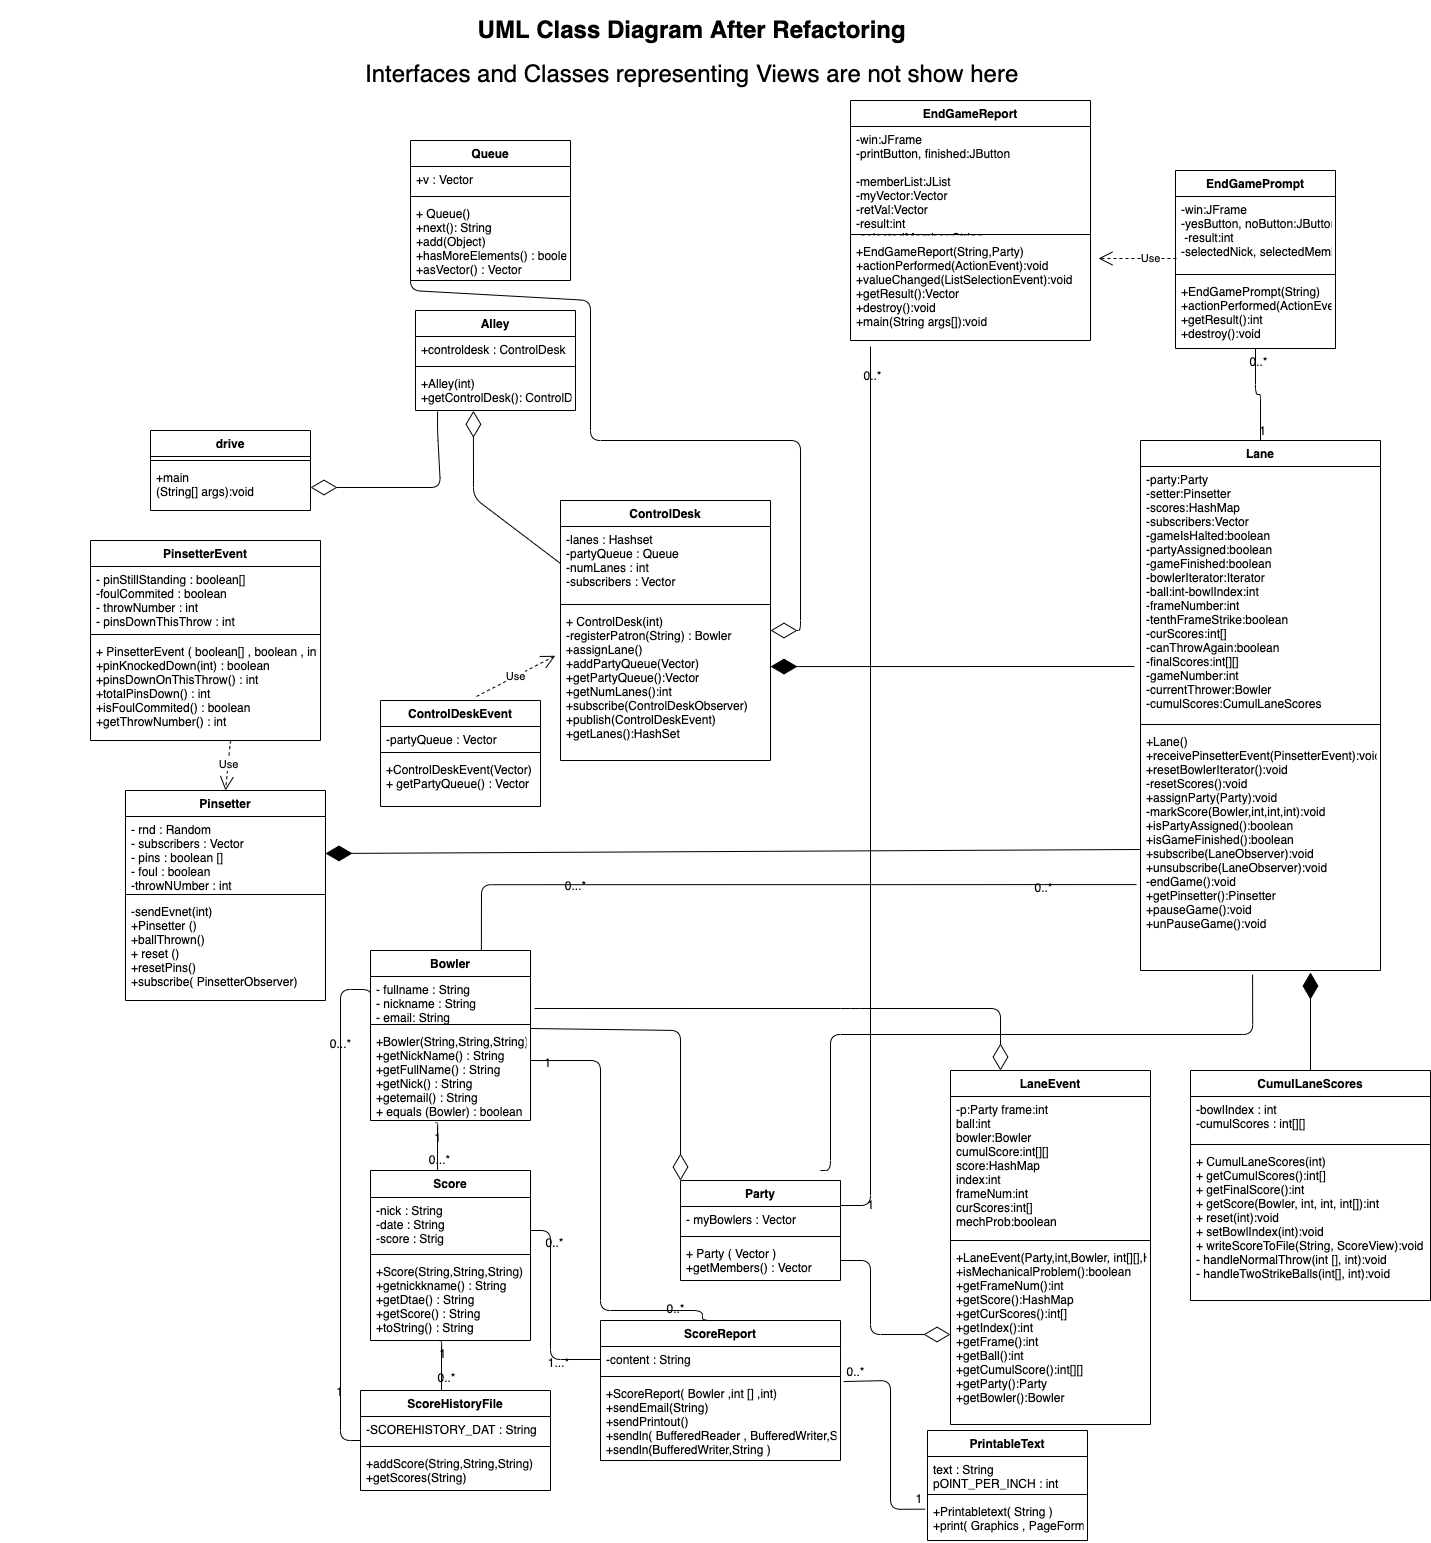 UML Class Diagram After Refactoring
Interfaces and Classes representing Views are not show here
EndGameReport
-win:JFrame
-printButton, finished:JButton
-memberList:JList
-myVector:Vector
-retVal:Vector
-result:int
+EndGameReport(String,Party)
+actionPerformed(ActionEvent):void
+valueChanged(ListSelectionEvent):void
+getResult():Vector
+destroy():void
+main(String args[]):void
0..*
Queue
+v : Vector
+ Queue()
+next(): String
+add(Object)
+hasMoreElements() : boole
+asVector() : Vector
EndGamePrompt
-win:JFrame
-yesButton, noButton:JButto
-result:int
-selectedNick, selectedMem
+EndGamePrompt(String)
+actionPerformed(ActionEve
+getResult():int
+destroy():void
Use
0..*
1
Alley
+controldesk : ControlDesk
+Alley(int)
+getControlDesk(): ControlD
drive
+main
(String[] args):void
Lane
-party:Party
-setter:Pinsetter
-scores:HashMap
-subscribers:Vector
-gameIsHalted:boolean
-partyAssigned:boolean
-gameFinished:boolean
-bowlerIterator:Iterator
-ball:int-bowlIndex:int
-frameNumber:int
-tenthFrameStrike:boolean
-curScores:int[]
-canThrowAgain:boolean
-finalScores:int[][]
-gameNumber:int
-currentThrower:Bowler
-cumulScores:CumulLaneScores
+Lane()
+receivePinsetterEvent(PinsetterEvent):voi
+resetBowlerIterator():void
-resetScores():void
+assignParty(Party):void
-markScore(Bowler,int,int,int):void
+isPartyAssigned():boolean
+isGameFinished():boolean
+subscribe(LaneObserver):void
+unsubscribe(LaneObserver):void
-endGame():void
+getPinsetter():Pinsetter
+pauseGame():void
+unPauseGame():void
ControlDesk
-lanes : Hashset
-partyQueue : Queue
-numLanes : int
-subscribers : Vector
+ ControlDesk(int)
-registerPatron(String) : Bowler
+assignLane()
+addPartyQueue(Vector)
+getPartyQueue():Vector
+getNumLanes():int
+subscribe(ControlDeskObserver)
+publish(ControlDeskEvent)
+getLanes():HashSet
PinsetterEvent
- pinStillStanding : boolean[]
-foulCommited : boolean
- throwNumber : int
- pinsDownThisThrow : int
+ PinsetterEvent ( boolean[] , boolean , in
+pinKnockedDown(int) : boolean
+pinsDownOnThisThrow() : int
+totalPinsDown() : int
+isFoulCommited() : boolean
+getThrowNumber() : int
Use
Use
ControlDeskEvent
-partyQueue : Vector
+ControlDeskEvent(Vector)
+ getPartyQueue() : Vector
Pinsetter
- rnd : Random
- subscribers : Vector
- pins : boolean []
- foul : boolean
-throwNUmber : int
-sendEvnet(int)
+Pinsetter ()
+ballThrown()
+ reset ()
+resetPins()
+subscribe( PinsetterObserver)
0...*
0..*
Bowler
- fullname : String
- nickname : String
- email: String
+Bowler(String,String,String)
+getNickName() : String
+getFullName() : String
+getNick() : String
+getemail() : String
+ equals (Bowler) : boolean
0...*
1
1
0...*
Score
-nick : String
-date : String
-score : Strig
+Score(String,String,String)
+getnickkname() : String
+getDtae() : String
+getScore() : String
+toString() : String
0..*
1...*
1
0..*
1
ScoreHistoryFile
-SCOREHISTORY_DAT : String
+addScore(String,String,String)
+getScores(String)
Party
- myBowlers : Vector
+ Party ( Vector )
+getMembers() : Vector
1
0..*
ScoreReport
-content : String
+ScoreReport( Bowler ,int [] ,int)
+sendEmail(String)
+sendPrintout()
+sendln( BufferedReader , BufferedWriter,S
+sendln(BufferedWriter,String )
0..*
1
LaneEvent
-p:Party frame:int
ball:int
bowler:Bowler
cumulScore:int[][]
score:HashMap
index:int
frameNum:int
curScores:int[]
mechProb:boolean
+LaneEvent(Party,int,Bowler, int[][],H
+isMechanicalProblem():boolean
+getFrameNum():int
+getScore():HashMap
+getCurScores():int[]
+getIndex():int
+getFrame():int
+getBall():int
+getCumulScore():int[][]
+getParty():Party
+getBowler():Bowler
CumulLaneScores
-bowlIndex : int
-cumulScores : int[][]
+ CumulLaneScores(int)
+ getCumulScores():int[]
+ getFinalScore():int
+ getScore(Bowler, int, int, int[]):int
+ reset(int):void
+ setBowlIndex(int):void
+ writeScoreToFile(String, ScoreView):void
- handleNormalThrow(int [], int):void
- handleTwoStrikeBalls(int[], int):void
PrintableText
text : String
pOINT_PER_INCH : int
+Printabletext( String )
+print( Graphics , PageForm